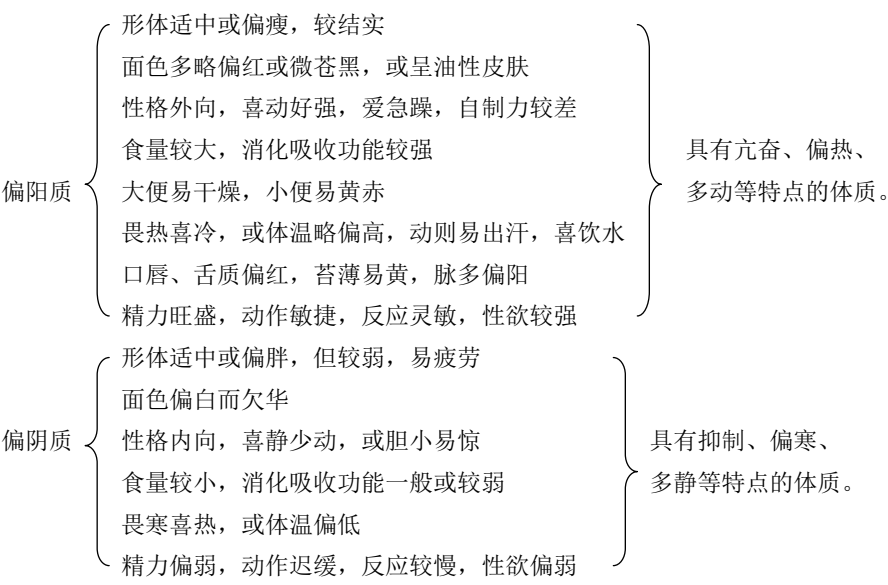 形体适中或偏瘦，较结实
面色多略偏红或微苍黑，或呈油性皮肤
性格外向，喜动好强，爱急躁，自制力较差
食量较大，消化吸收功能较强
偏阳质
大便易干燥，小便易黄赤
畏热喜冷，或体温略偏高，动则易出汗，喜饮水
口唇、舌质偏红，苔薄易黄，脉多偏阳
精力旺盛，动作敏捷，反应灵敏，性欲较强
具有亢奋、偏热、
多动等特点的体质。
形体适中或偏胖，但较弱，易疲劳
面色偏白而欠华
偏阴质
性格内向，喜静少动，或胆小易惊
食量较小，消化吸收功能一般或较弱
畏寒喜热，或体温偏低
精力偏弱，动作迟缓，反应较慢，性欲偏弱
具有抑制、偏寒、
多静等特点的体质。